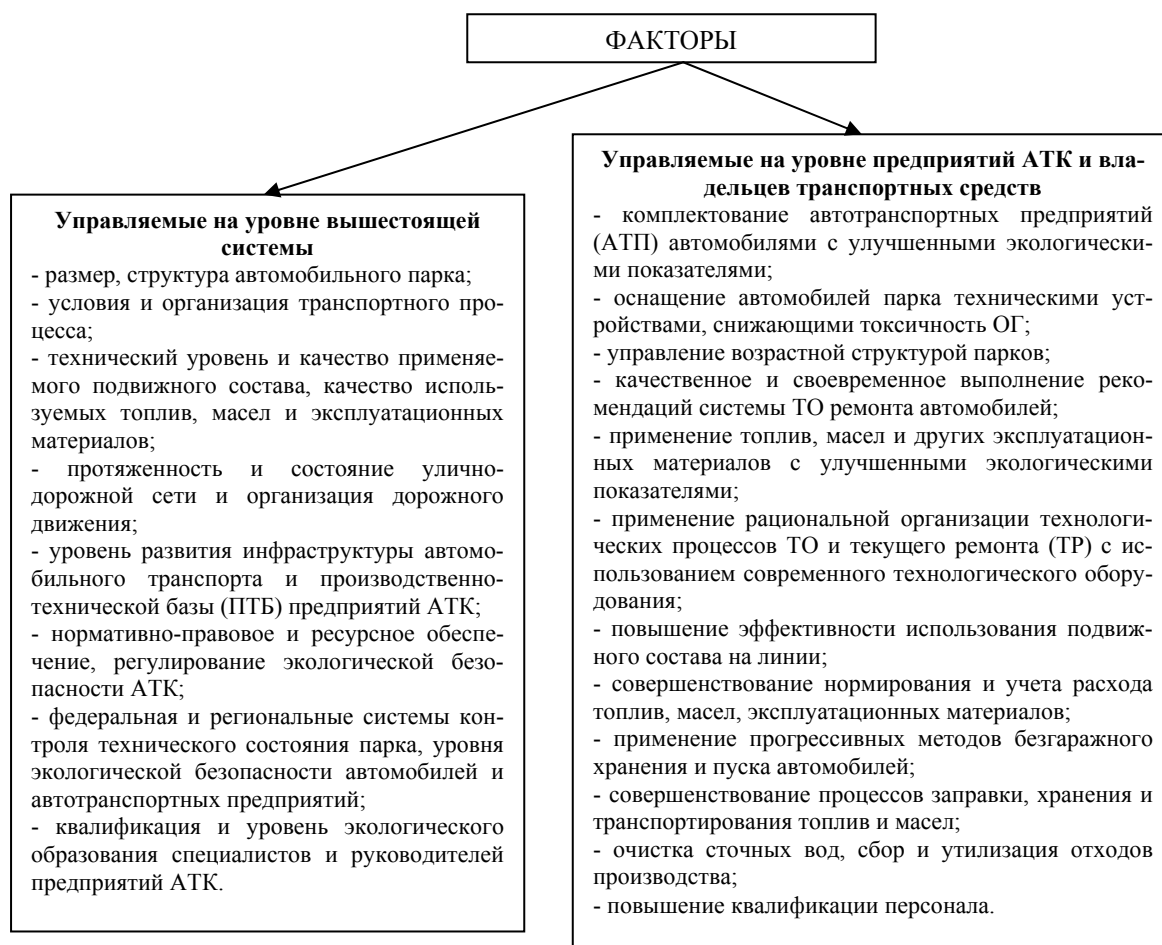 ФАКТОРЫ
Управляемые на уровне вышестоящей
системы
- размер, структура автомобильного парка;
- условия и организация транспортного про-
цесса;
- технический уровень и качество применяе-
мого подвижного состава, качество исполь-
зуемых топлив, масел и эксплуатационных
материалов;
- протяженность и состояние улично-
дорожной сети и организация дорожного
движения;
- уровень развития инфраструктуры автомо-
бильного транспорта и производственно-
технической базы (ПТБ) предприятий АТК;
- нормативно-правовое и ресурсное обеспе-
чение, регулирование экологической безо-
пасности АТК;
- федеральная и региональные системы кон-
троля технического состояния парка, уровня
экологической безопасности автомобилей и
автотранспортных предприятий;
- квалификация и уровень экологического
образования специалистов и руководителей
предприятий АТК.
Управляемые на уровне предприятий АТК и вла-
дельцев транспортных средств
- комплектование автотранспортных предприятий
(АТП) автомобилями с улучшенными экологически-
ми показателями;
- оснащение автомобилей парка техническими уст-
ройствами, снижающими токсичность ОГ;
- управление возрастной структурой парков;
- качественное и своевременное выполнение реко-
мендаций системы ТО ремонта автомобилей;
- применение топлив, масел и других эксплуатацион-
ных материалов с улучшенными экологическими
показателями;
- применение рациональной организации технологи-
ческих процессов ТО и текущего ремонта (ТР) с ис-
пользованием современного технологического обору-
дования;
- повышение эффективности использования подвиж-
ного состава на линии;
- совершенствование нормирования и учета расхода
топлив, масел, эксплуатационных материалов;
- применение прогрессивных методов безгаражного
хранения и пуска автомобилей;
- совершенствование процессов заправки, хранения и
транспортирования топлив и масел;
- очистка сточных вод, сбор и утилизация отходов
производства;
- повышение квалификации персонала.